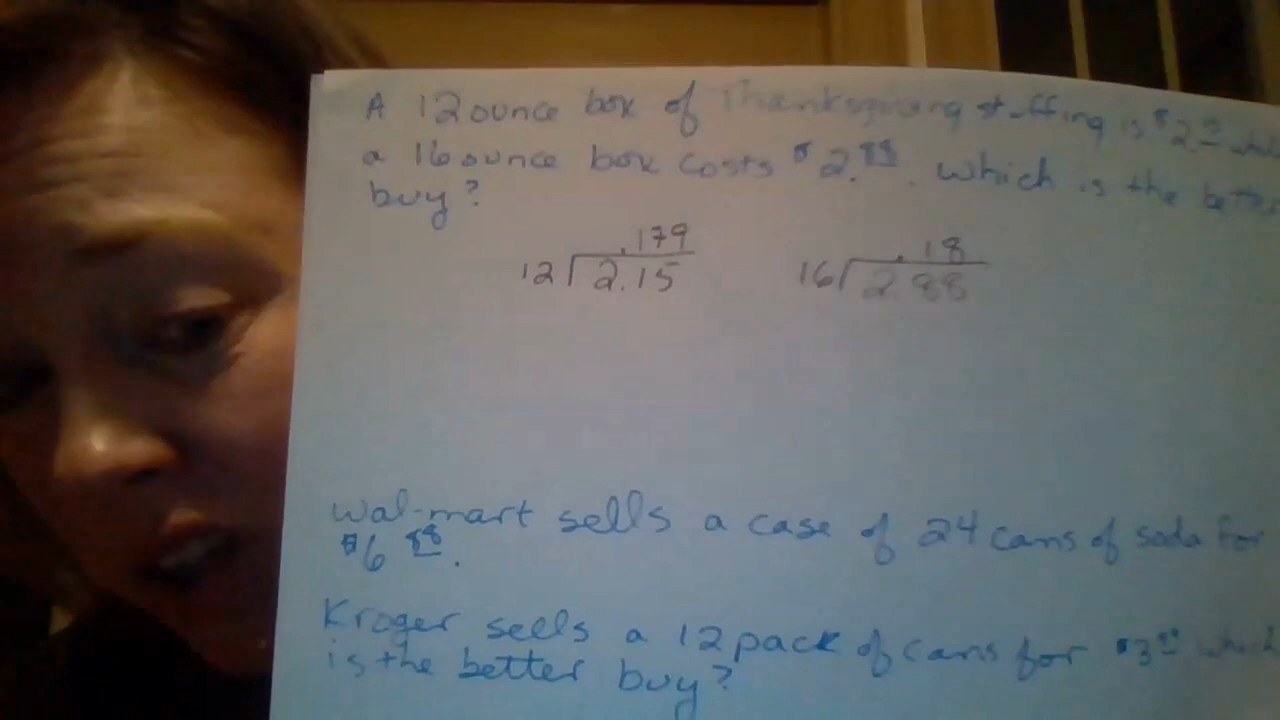 A 12 ounce box of Thanksgiving stuffing is $2
a 16 ounce box costs $2.88. which is the better
buy?
.179
12 2.15
.18
16 2.88
Wal-mart sells a case of 24 cans of soda for
$6 88.
Kroger sells a 12 pack of cans for $3 which
is the better buy?